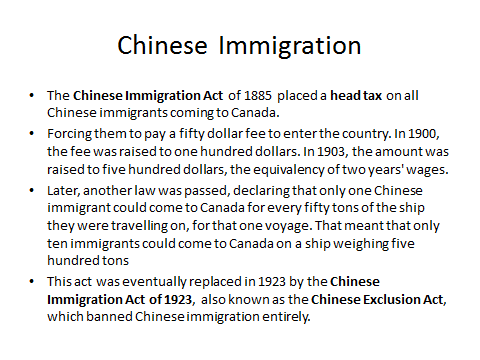 Chinese Immigration
• The Chinese Immigration Act of 1885 placed a head tax on all
Chinese immigrants coming to Canada.
• Forcing them to pay a fifty dollar fee to enter the country. In 1900,
the fee was raised to one hundred dollars. In 1903, the amount was
raised to five hundred dollars, the equivalency of two years' wages.
• Later, another law was passed, declaring that only one Chinese
immigrant could come to Canada for every fifty tons of the ship
they were travelling on, for that one voyage. That meant that only
ten immigrants could come to Canada on a ship weighing five
hundred tons
• This act was eventually replaced in 1923 by the Chinese
Immigration Act of 1923, also known as the Chinese Exclusion Act,
which banned Chinese immigration entirely.